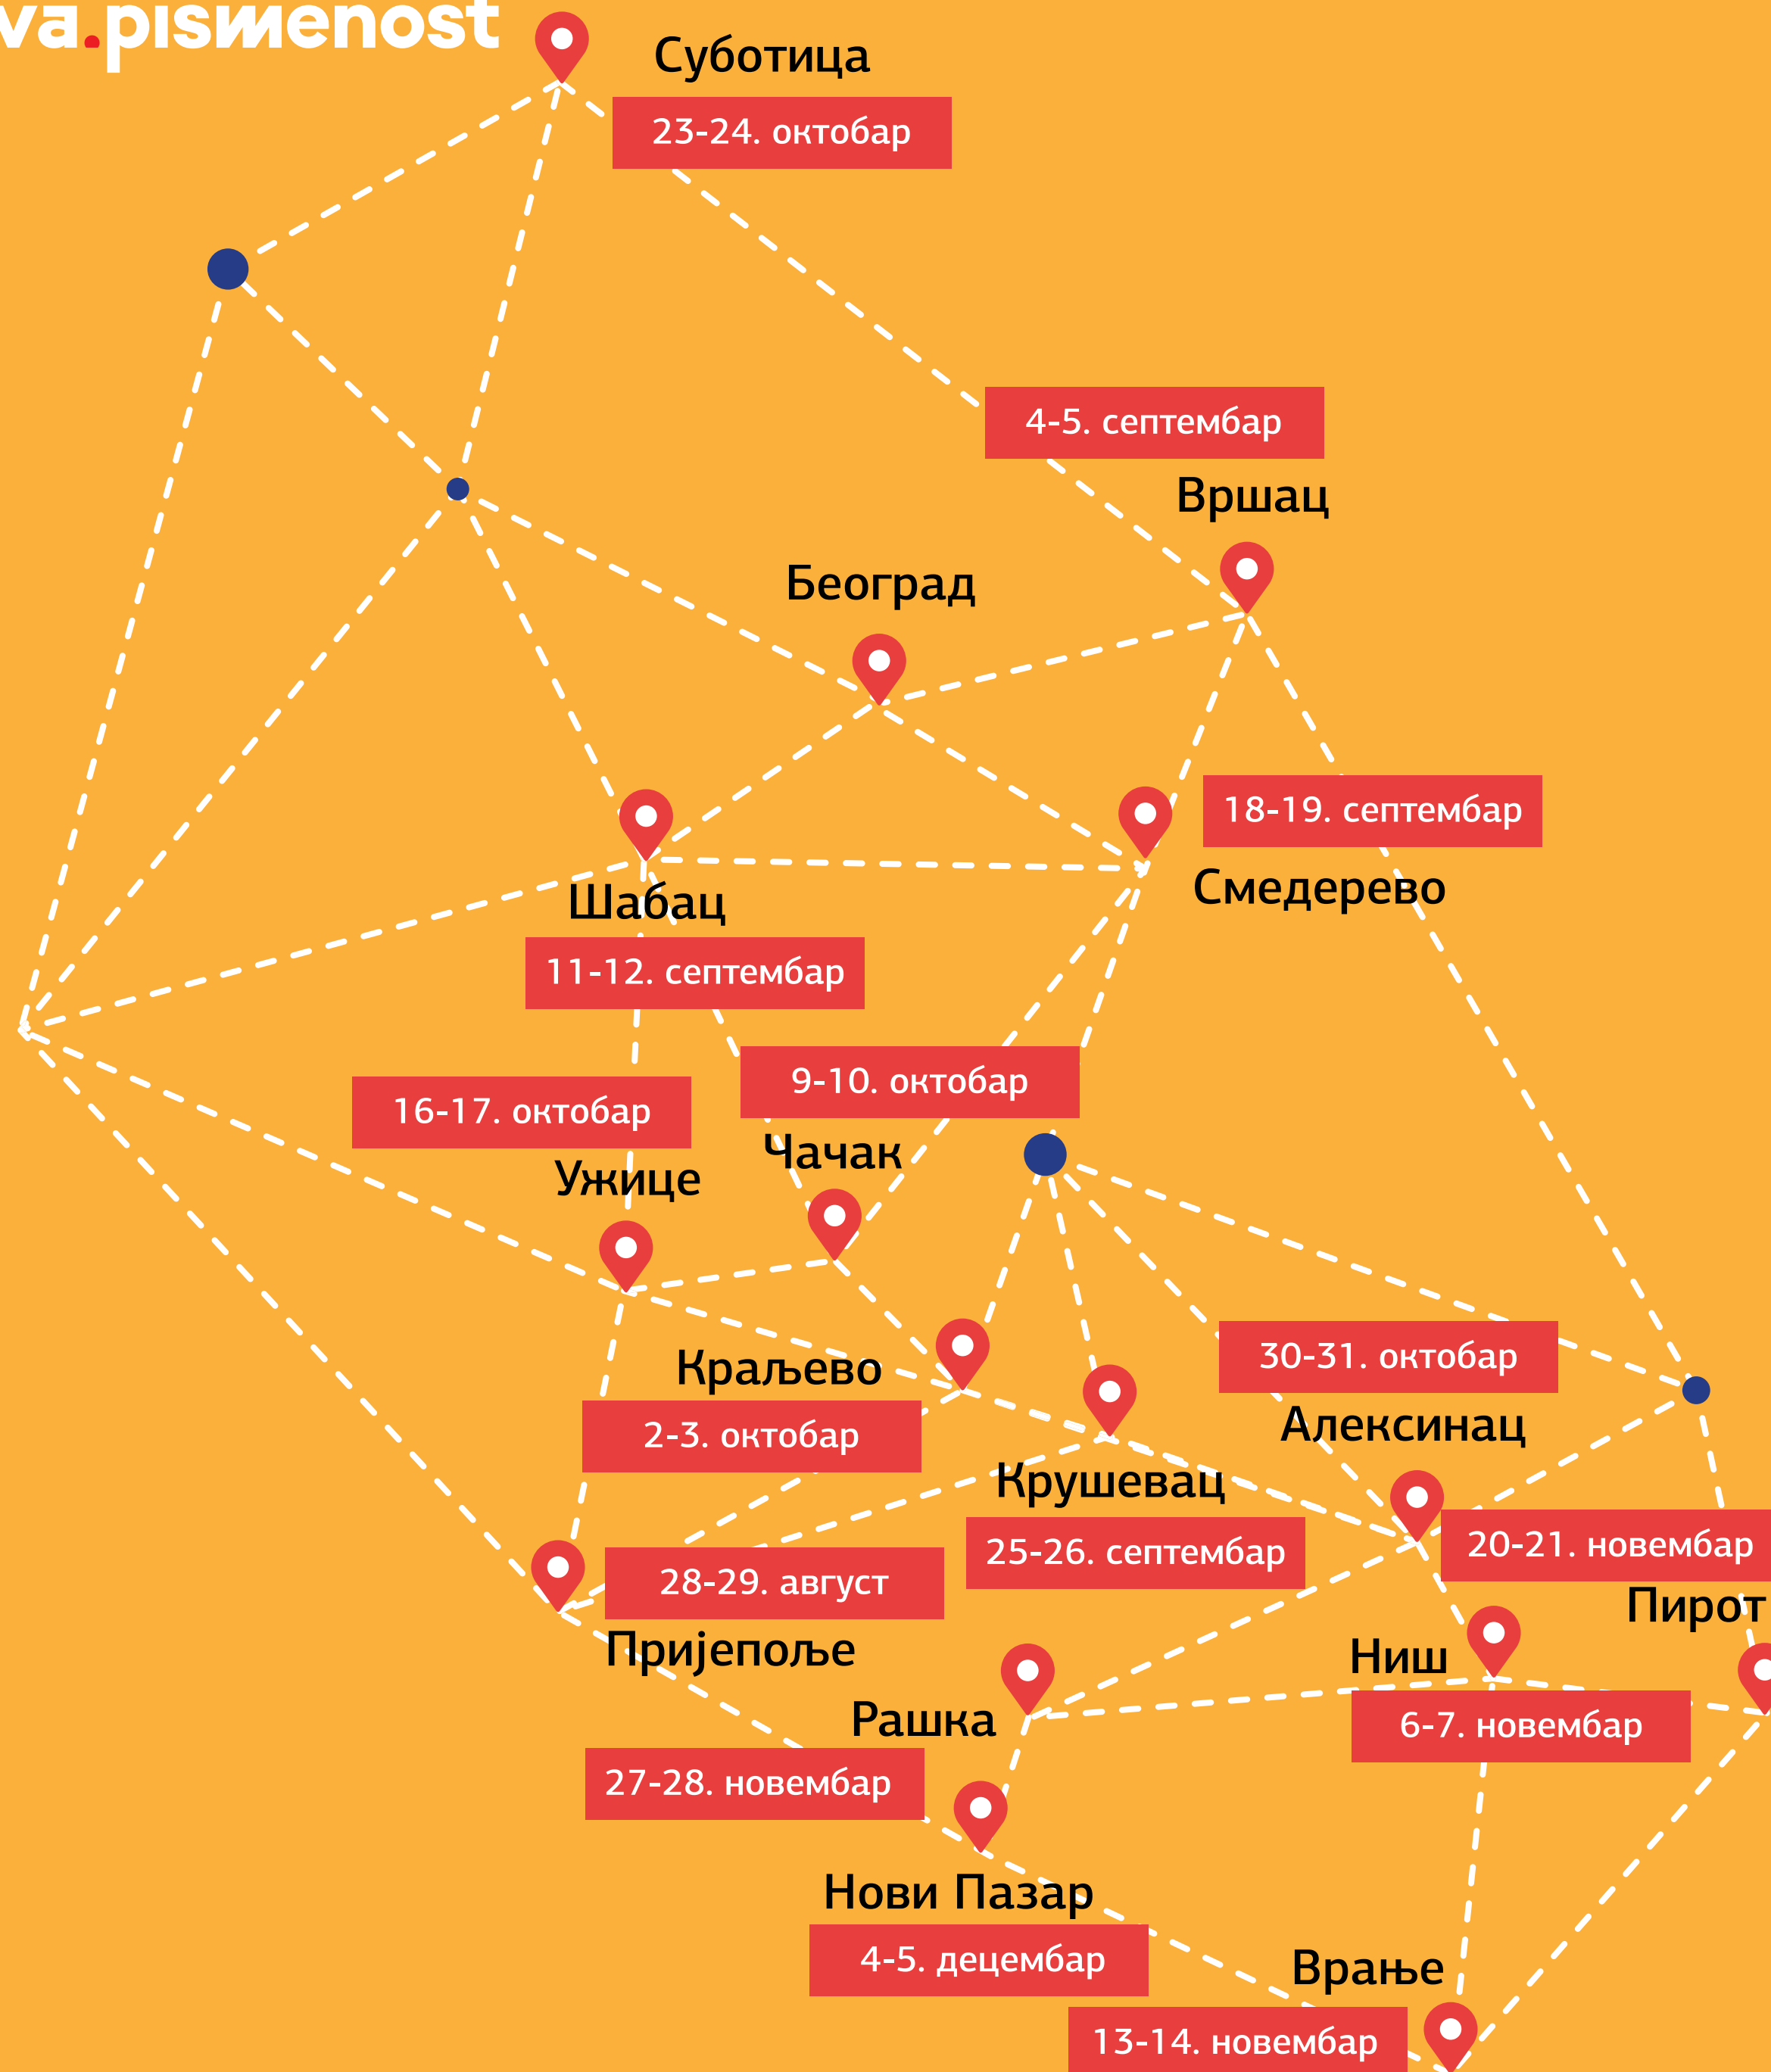 va.pismenost
Суботица
23-24. октобар
4-5. септембар
Вршац
Београд
18-19. септембар
Смедерево
Шабац
11-12. септембар
9-10. октобар
Чачак
16-17. октобар
Ужице
Краљево
2-3. октобар
30-31. октобар
Алексинац
Крушевац
25-26. септембар
20-21. новембар
Пирот
28-29. август
Пријепоље
Ниш
6-7. новембар
Рашка
27-28. новембар
Нови Пазар
4-5. децембар
Врање
13-14. новембар